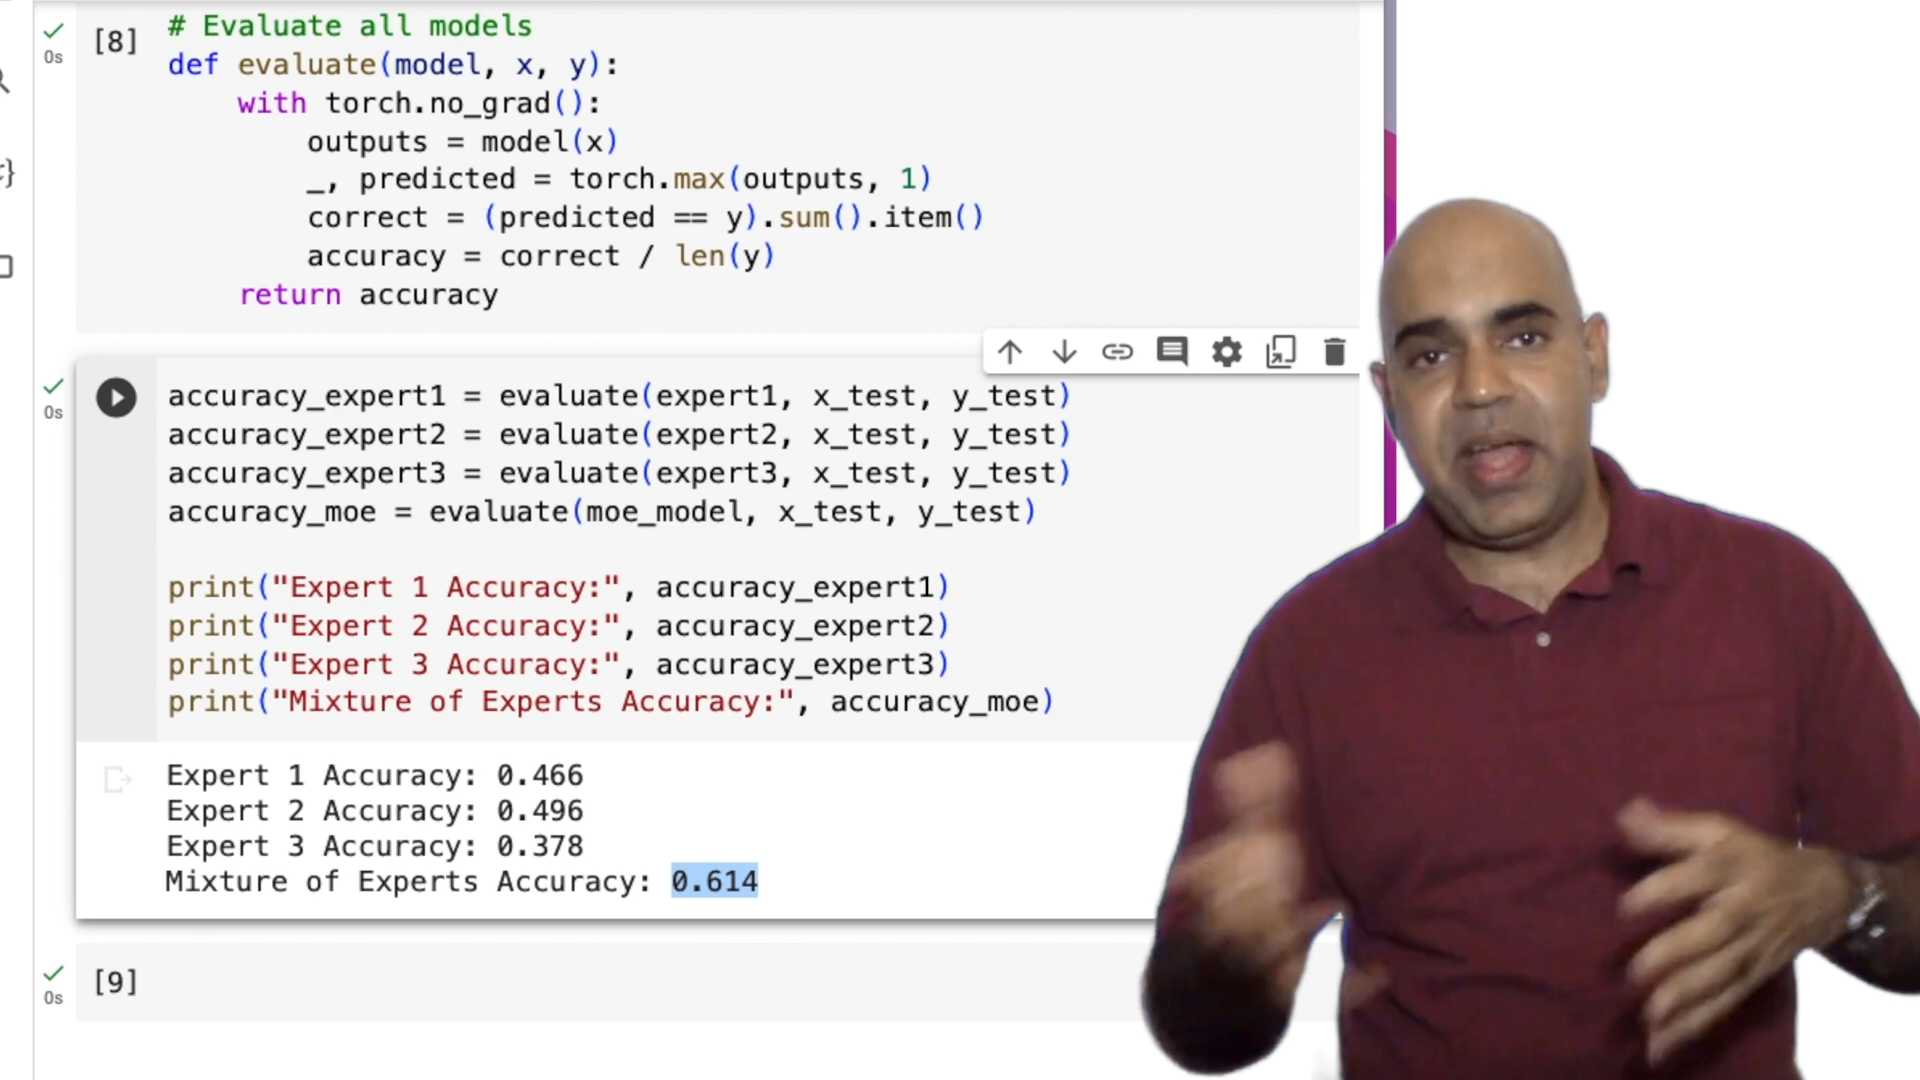 [8]
0s
# Evaluate all models
def evaluate(model, x, y):
    with torch.no_grad():
        outputs = model(x)
        _, predicted = torch.max(outputs, 1)
        correct = (predicted == y).sum().item()
        accuracy = correct / len(y)
    return accuracy
0s
accuracy_expert1 = evaluate(expert1, x_test, y_test)
accuracy_expert2 = evaluate(expert2, x_test, y_test)
accuracy_expert3 = evaluate(expert3, x_test, y_test)
accuracy_moe = evaluate(moe_model, x_test, y_test)
print("Expert 1 Accuracy:", accuracy_expert1)
print("Expert 2 Accuracy:", accuracy_expert2)
print("Expert 3 Accuracy:", accuracy_expert3)
print("Mixture of Experts Accuracy:", accuracy_moe)
Expert 1 Accuracy: 0.466
Expert 2 Accuracy: 0.496
Expert 3 Accuracy: 0.378
Mixture of Experts Accuracy: 0.614
[9]
0s